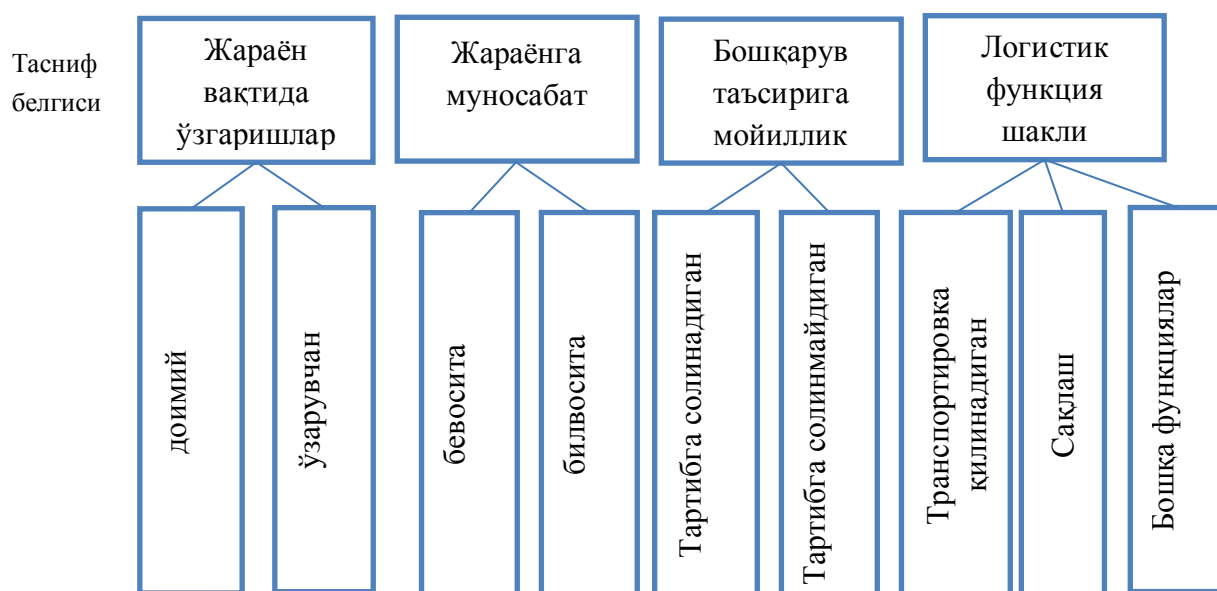 Тасниф
белгиси
Жараён
вақтида
ўзгаришлар
Жараёнга
муносабат
Бошқарув
таъсирига
мойиллик
Логистик
функция
шакли
доимий
ўзарувчан
бевосита
билвосита
Тартибга солинадиган
Тартибга солинмайдиган
Транспортировка
қилинадиган
Сақлаш
Бошқа функциялар